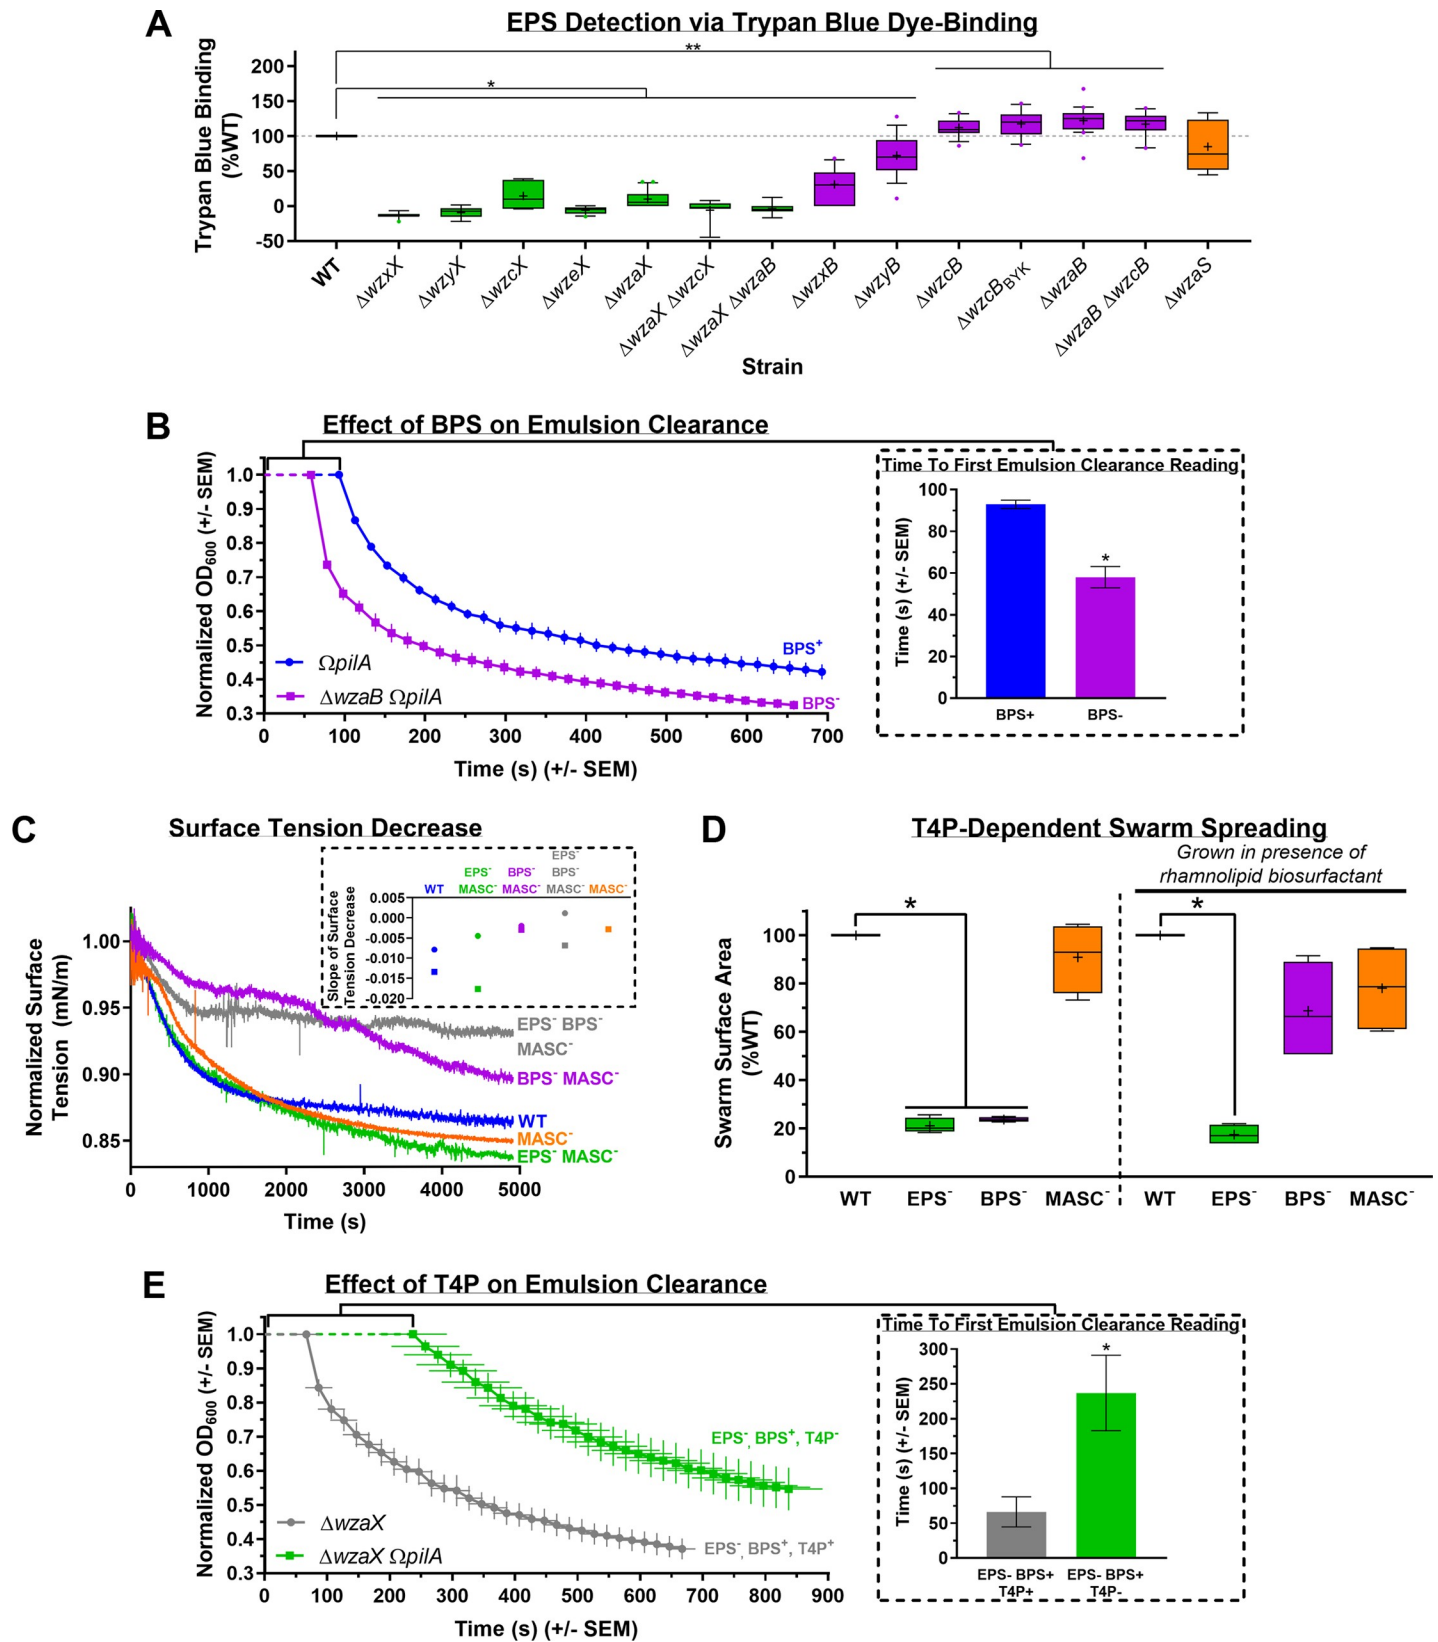 A
EPS Detection via Trypan Blue Dye-Binding
Trypan Blue Binding
(%WT)
200
150
100
50
0
-50
*
**
WT
ΔwzxX
ΔwzyX
ΔwzcX
ΔwzeX
ΔwzaX
ΔwzaX ΔwzcX
ΔwzaX ΔwzaB
ΔwzxB
ΔwzyB
ΔwzcB
ΔwzcB_BYK
ΔwzaB
ΔwzaB ΔwzcB
ΔwzaS
Strain
B
Effect of BPS on Emulsion Clearance
Normalized OD600 (+/- SEM)
1.0
0.9
0.8
0.7
0.6
0.5
0.4
0.3
BPS+
BPS-
ΩpilA
ΔwzaB ΩpilA
0 100 200 300 400 500 600 700
Time (s) (+/- SEM)
Time To First Emulsion Clearance Reading
Time (s) (+/- SEM)
100
80
60
40
20
0
*
BPS+ BPS-
C
Surface Tension Decrease
Normalized Surface
Tension (mN/m)
1.00
0.95
0.90
0.85
EPS-
EPS- BPS- BPS-
WT MASC- MASC- MASC- MASC-
Slope of Surface
Tension Decrease
0.005
0.000
-0.005
-0.010
-0.015
-0.020
EPS- BPS-
MASC-
BPS- MASC-
WT
MASC-
EPS- MASC-
0 1000 2000 3000 4000 5000
Time (s)
D
T4P-Dependent Swarm Spreading
Grown in presence of
rhamnolipid biosurfactant
Swarm Surface Area
(%WT)
100
80
60
40
20
0
*
*
WT EPS- BPS- MASC- WT EPS- BPS- MASC-
E
Effect of T4P on Emulsion Clearance
Normalized OD600 (+/- SEM)
1.0
0.9
0.8
0.7
0.6
0.5
0.4
0.3
EPS-, BPS+, T4P-
EPS-, BPS+, T4P+
ΔwzaX
ΔwzaX ΩpilA
0 100 200 300 400 500 600 700 800 900
Time (s) (+/- SEM)
Time To First Emulsion Clearance Reading
Time (s) (+/- SEM)
300
250
200
150
100
50
0
*
EPS- BPS+ EPS- BPS+
T4P+ T4P-